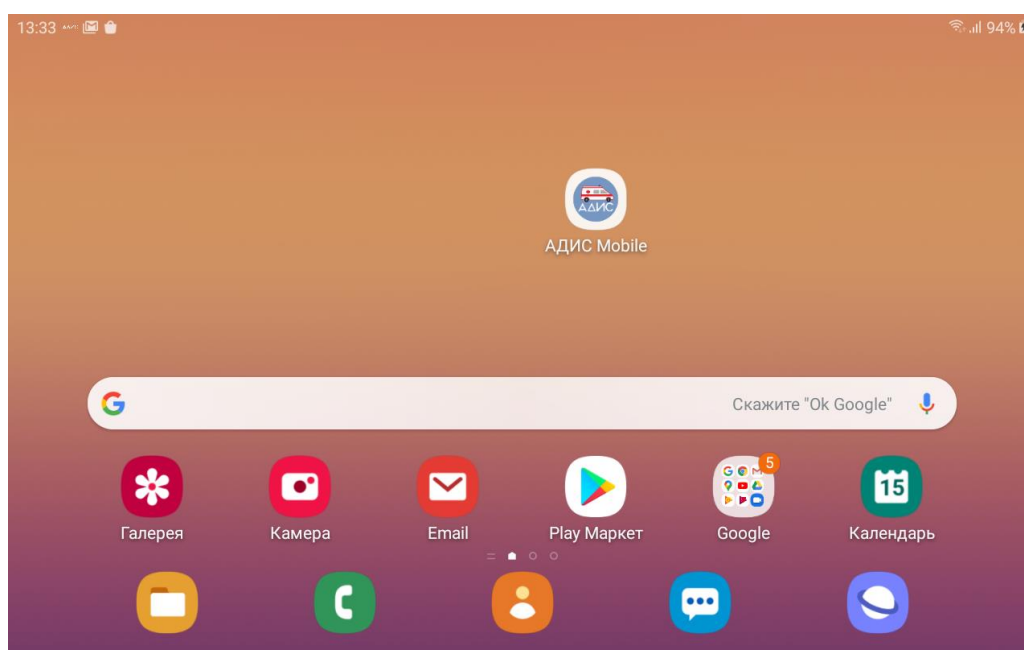 13:33
94%
АДИС
АДИС Mobile
Скажите "Ok Google"
5
15
Галерея
Камера
Email
Play Маркет
Google
Календарь